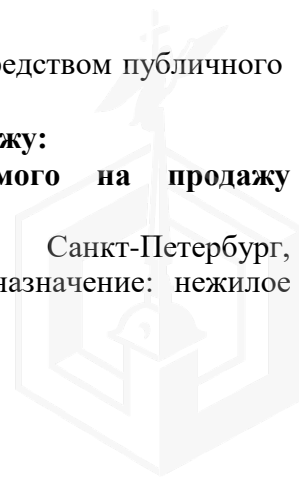 редством публичного
жу:
мого на продажу
Санкт-Петербург,
назначение: нежилое